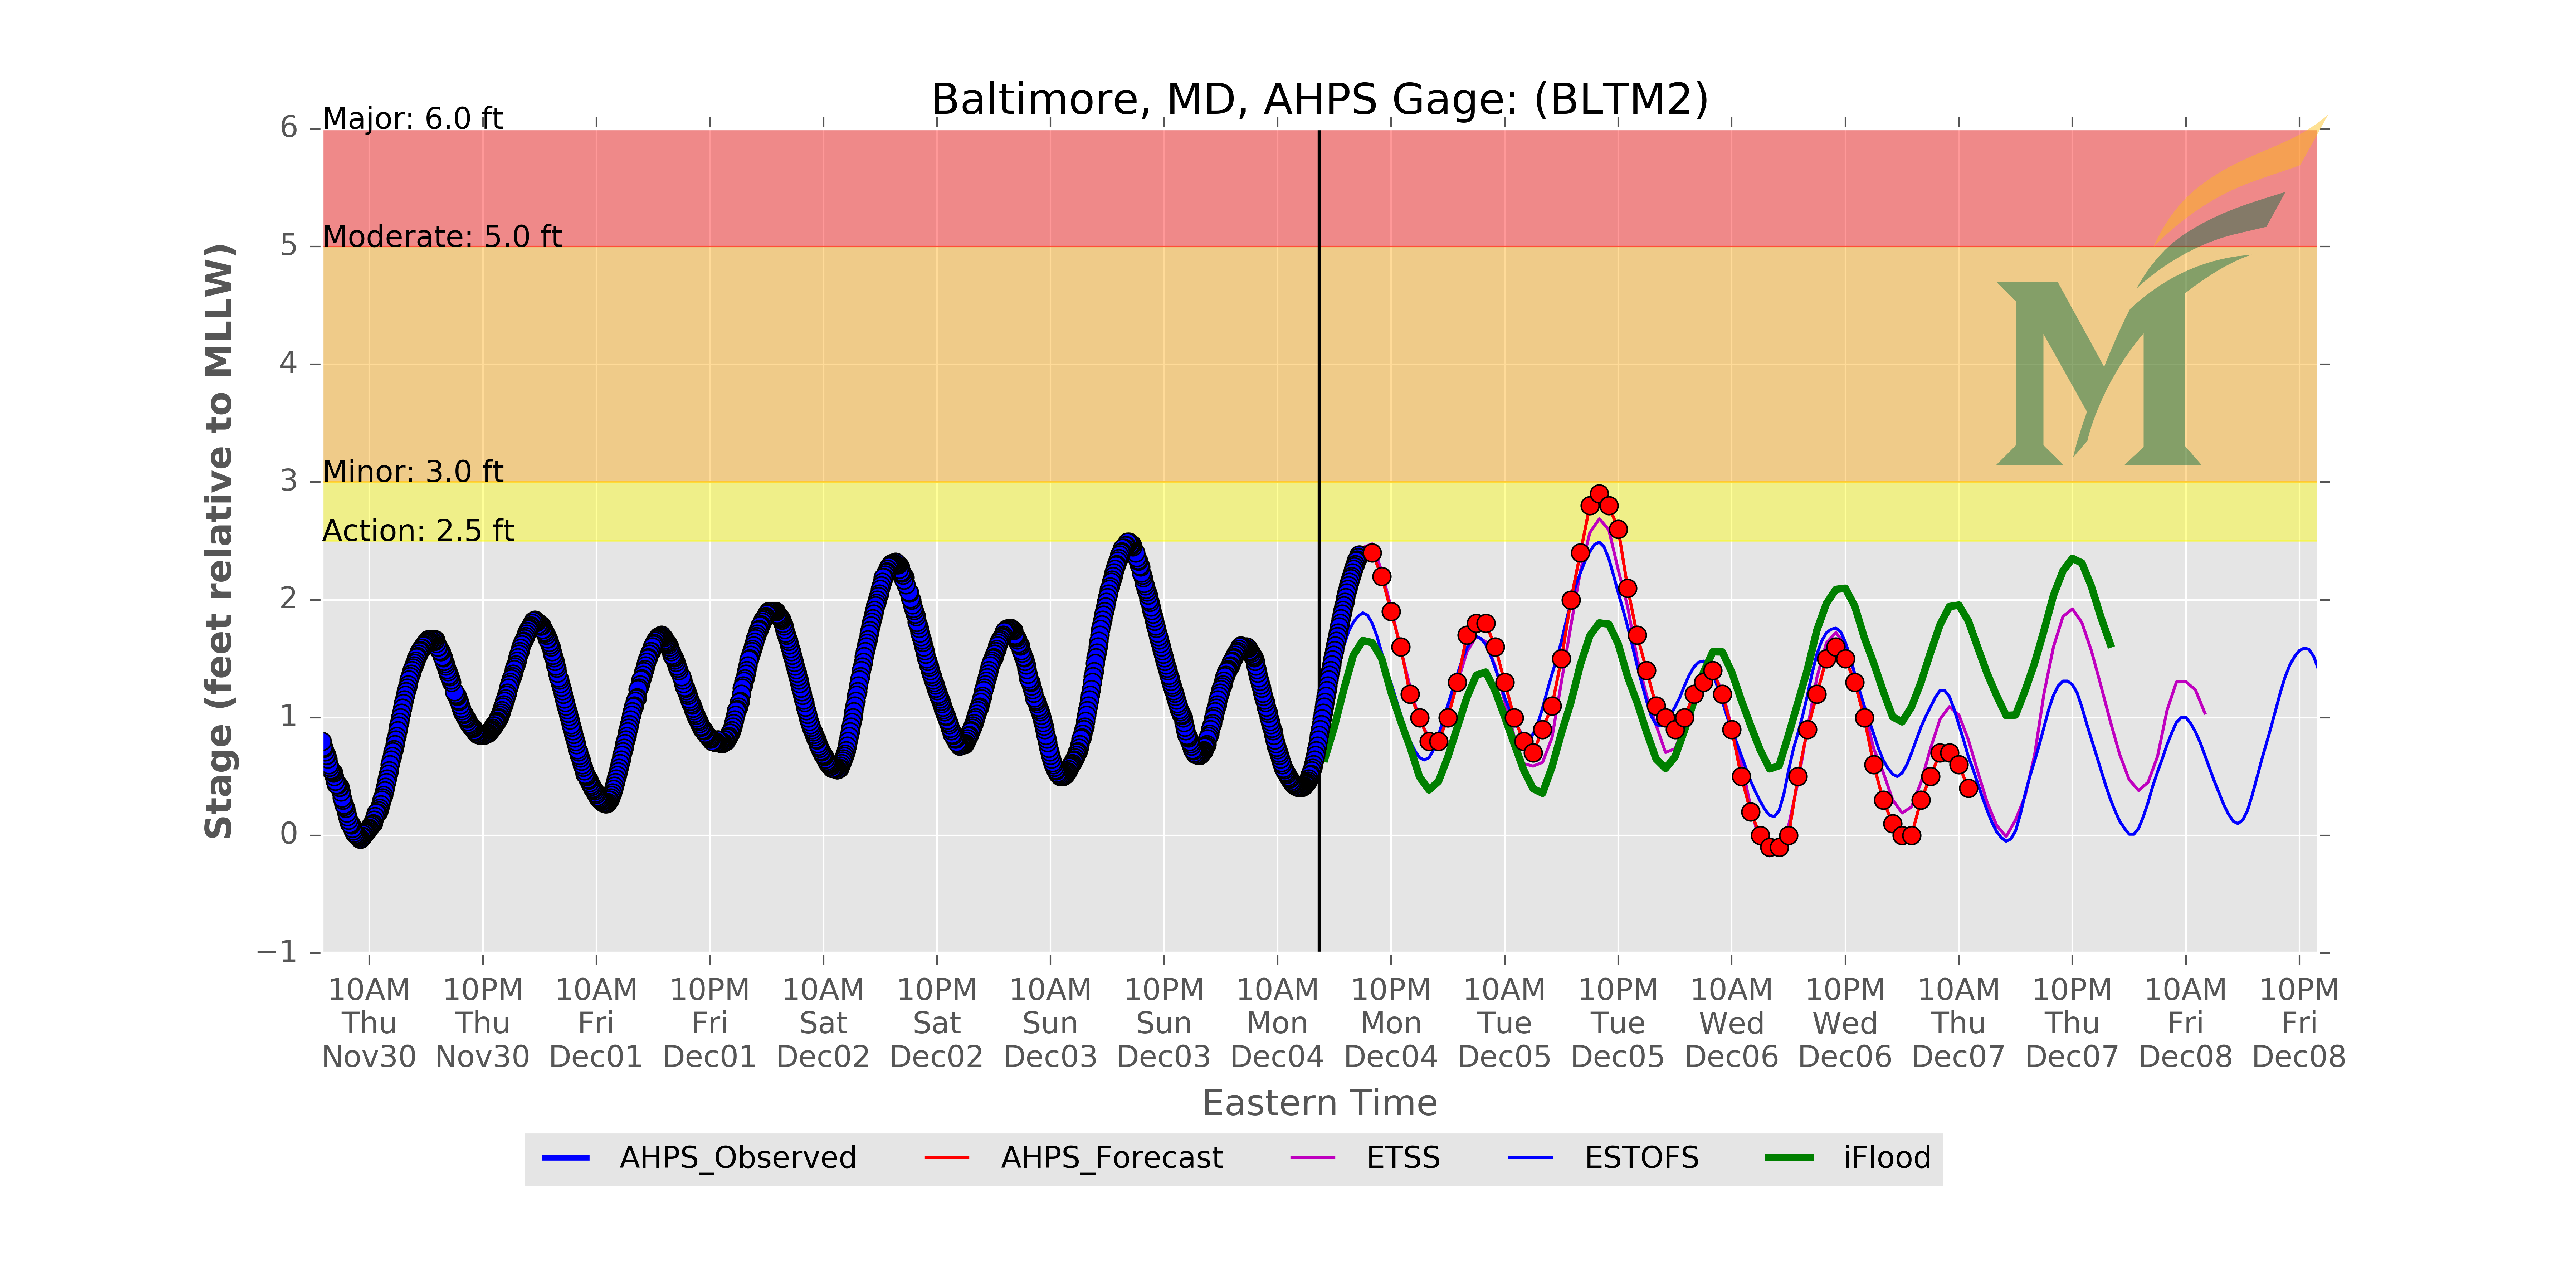 Baltimore, MD, AHPS Gage: (BLTM2)
Stage (feet relative to MLLW)
6
5
4
3
2
1
0
−1
Major: 6.0 ft
Moderate: 5.0 ft
Minor: 3.0 ft
Action: 2.5 ft
10AM 10PM 10AM 10PM 10AM 10PM 10AM 10PM 10AM 10PM 10AM 10PM 10AM 10PM 10AM 10PM 10AM 10PM
Thu Thu Fri Fri Sat Sat Sun Sun Mon Mon Tue Tue Wed Wed Thu Thu Fri Fri
Nov30 Nov30 Dec01 Dec01 Dec02 Dec02 Dec03 Dec03 Dec04 Dec04 Dec05 Dec05 Dec06 Dec06 Dec07 Dec07 Dec08 Dec08
Eastern Time
AHPS_Observed AHPS_Forecast ETSS ESTOFS iFlood
M